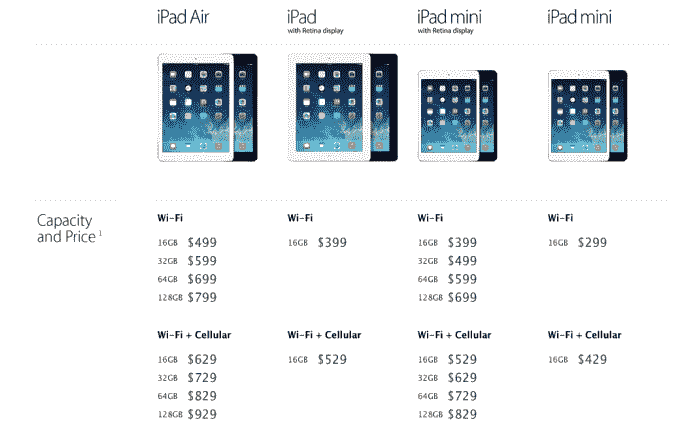 iPad Air
iPad
with Retina display
iPad mini
with Retina display
iPad mini
Capacity
and Price 1
Wi-Fi
16GB $499
32GB $599
64GB $699
128GB $799
Wi-Fi + Cellular
16GB $629
32GB $729
64GB $829
128GB $929
Wi-Fi
16GB $399
Wi-Fi + Cellular
16GB $529
Wi-Fi
16GB $399
32GB $499
64GB $599
128GB $699
Wi-Fi + Cellular
16GB $529
32GB $629
64GB $729
128GB $829
Wi-Fi
16GB $299
Wi-Fi + Cellular
16GB $429